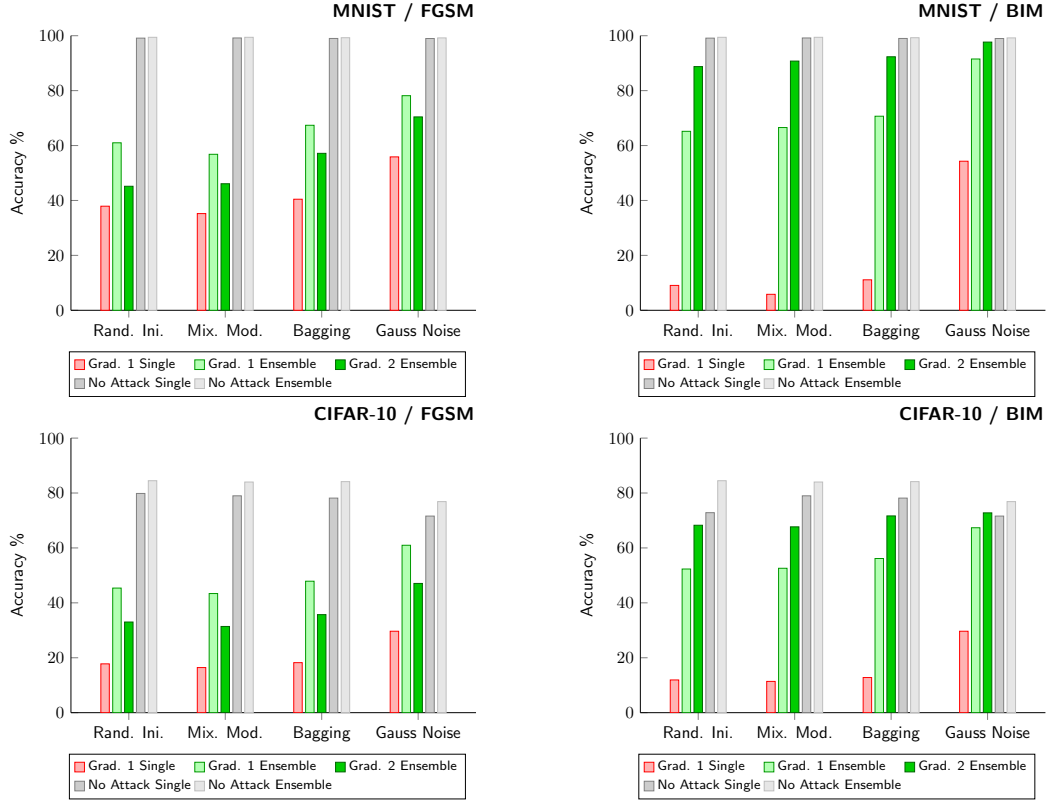 MNIST / FGSM
100
80
60
40
20
0
Accuracy %
Rand. Ini. Mix. Mod. Bagging Gauss Noise
Grad. 1 Single Grad. 1 Ensemble Grad. 2 Ensemble
No Attack Single No Attack Ensemble
MNIST / BIM
100
80
60
40
20
0
Accuracy %
Rand. Ini. Mix. Mod. Bagging Gauss Noise
Grad. 1 Single Grad. 1 Ensemble Grad. 2 Ensemble
No Attack Single No Attack Ensemble
CIFAR-10 / FGSM
100
80
60
40
20
0
Accuracy %
Rand. Ini. Mix. Mod. Bagging Gauss Noise
Grad. 1 Single Grad. 1 Ensemble Grad. 2 Ensemble
No Attack Single No Attack Ensemble
CIFAR-10 / BIM
100
80
60
40
20
0
Accuracy %
Rand. Ini. Mix. Mod. Bagging Gauss Noise
Grad. 1 Single Grad. 1 Ensemble Grad. 2 Ensemble
No Attack Single No Attack Ensemble